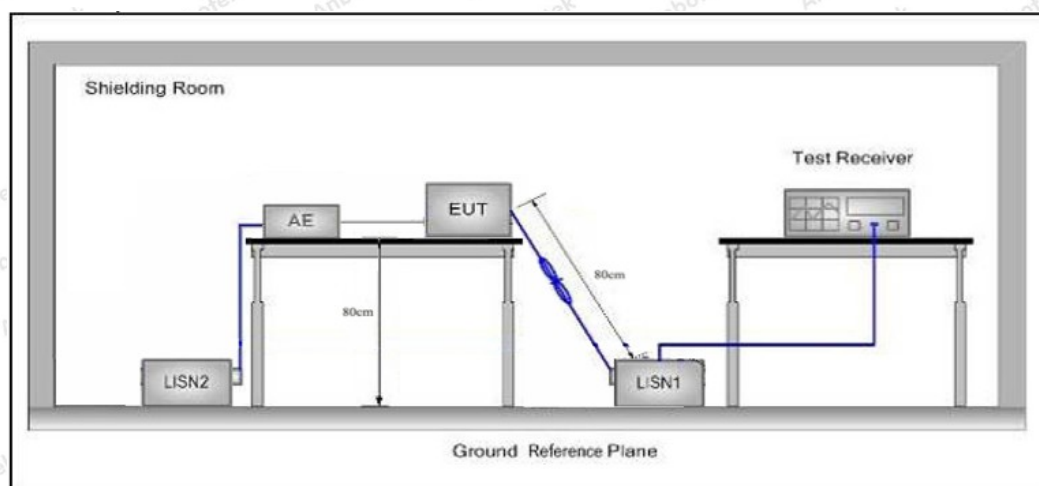 Shielding Room
Test Receiver
EUT
AE
80cm
80cm
LISN2
LISN1
Ground Reference Plane